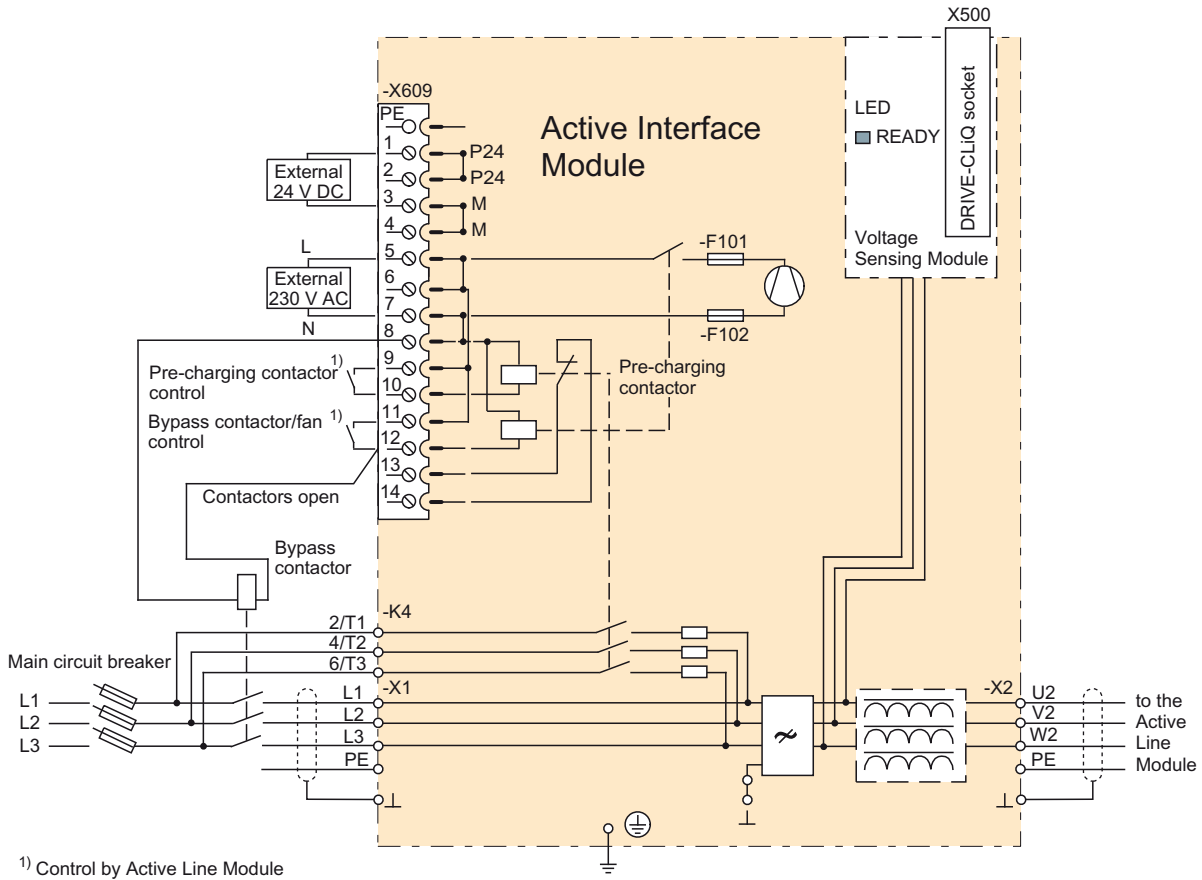 X500
-X609
PE
LED
READY
DRIVE-CLiQ socket
Active Interface
Module
1
P24
External
24 V DC
2
P24
3
M
4
M
Voltage
Sensing Module
L
5
-F101
External
230 V AC
6
7
N
8
-F102
Pre-charging contactor 1)
control
9
10
Pre-charging
contactor
Bypass contactor/fan 1)
control
11
12
13
Contactors open
14
Bypass
contactor
-K4
2/T1
4/T2
6/T3
Main circuit breaker
L1
L2
L3
-X1
L1
L2
L3
PE
-X2
U2
V2
W2
PE
to the
Active
Line
Module
1) Control by Active Line Module